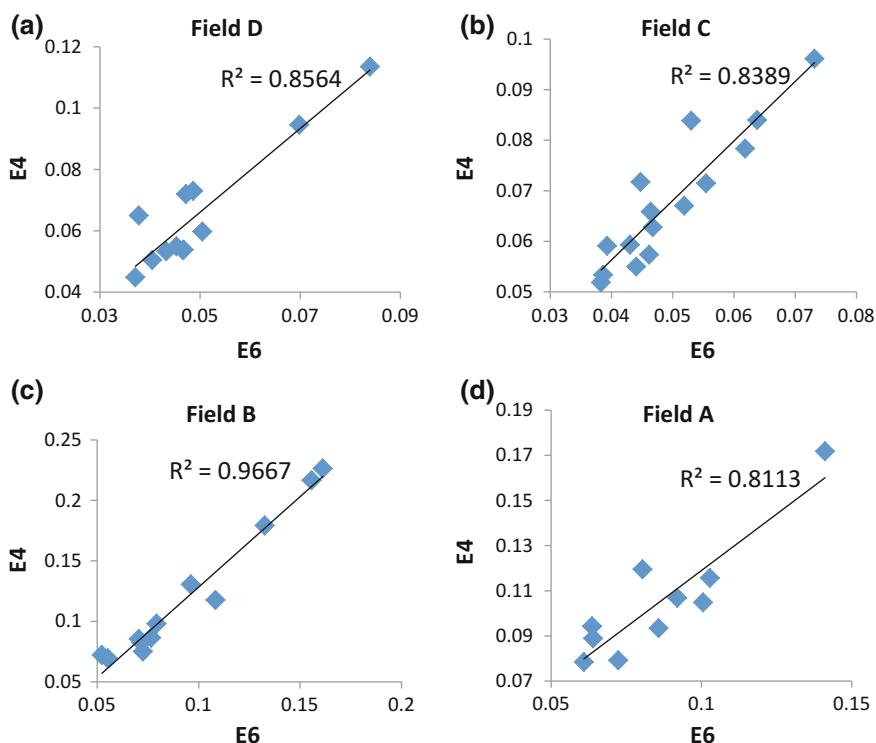 (a)
Field D
R² = 0.8564
E4
0.12
0.1
0.08
0.06
0.04
0.03
0.05
0.07
0.09
E6
(b)
Field C
R² = 0.8389
E4
0.1
0.09
0.08
0.07
0.06
0.05
0.03
0.04
0.05
0.06
0.07
0.08
E6
(c)
Field B
R² = 0.9667
E4
0.25
0.2
0.15
0.1
0.05
0.05
0.1
0.15
0.2
E6
(d)
Field A
R² = 0.8113
E4
0.19
0.17
0.15
0.13
0.11
0.09
0.07
0.05
0.1
0.15
E6